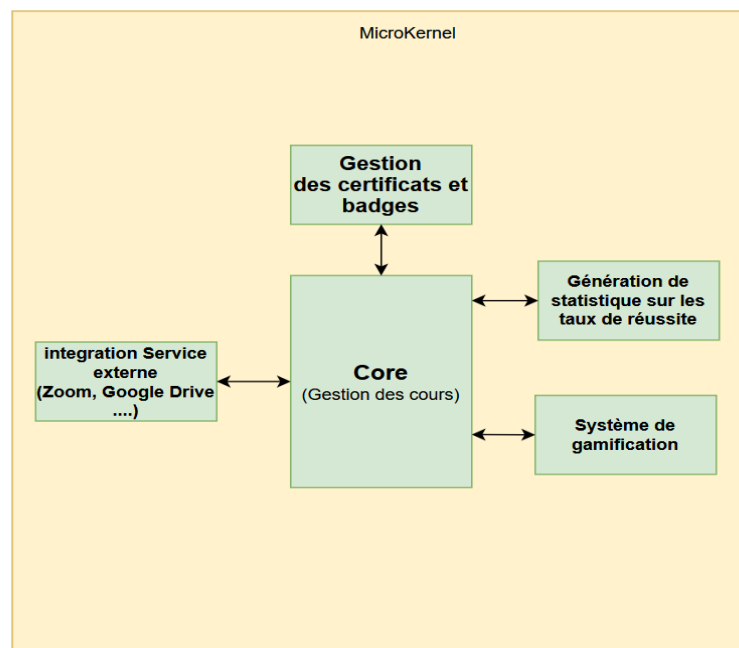 MicroKernel
Gestion
des certificats et
badges
Génération de
statistique sur les
taux de réussite
integration Service
externe
(Zoom, Google Drive
....)
Core
(Gestion des cours)
Système de
gamification